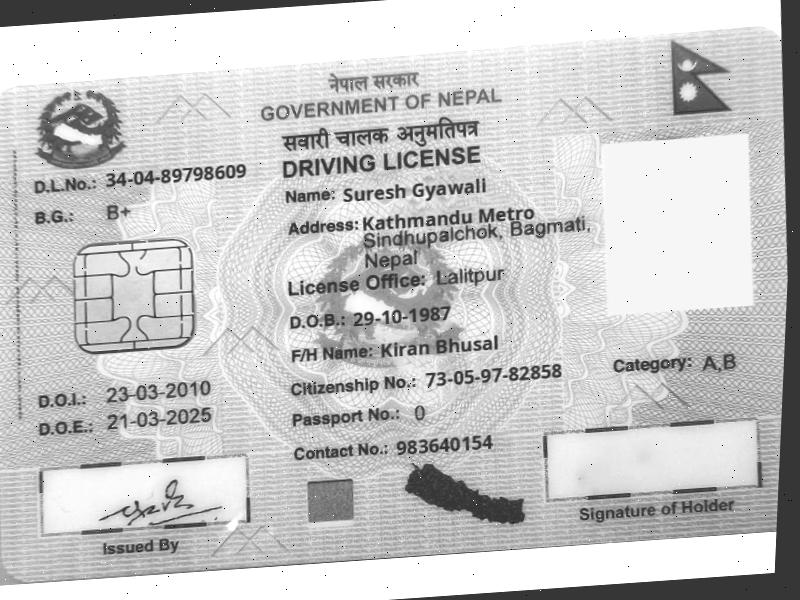 नेपाल सरकार
GOVERNMENT OF NEPAL
सवारी चालक अनुमतिपत्र
DRIVING LICENSE
D.L.No.: 34-04-89798609
B.G.: B+
Name: Suresh Gyawali
Address: Kathmandu Metro
Sindhupalchok, Bagmati,
Nepal
License Office: Lalitpur
D.O.B.: 29-10-1987
F/H Name: Kiran Bhusal
Citizenship No.: 73-05-97-82858
Passport No.: 0
Contact No.: 983640154
Category: A,B
D.O.I.: 23-03-2010
D.O.E.: 21-03-2025
Issued By
Signature of Holder